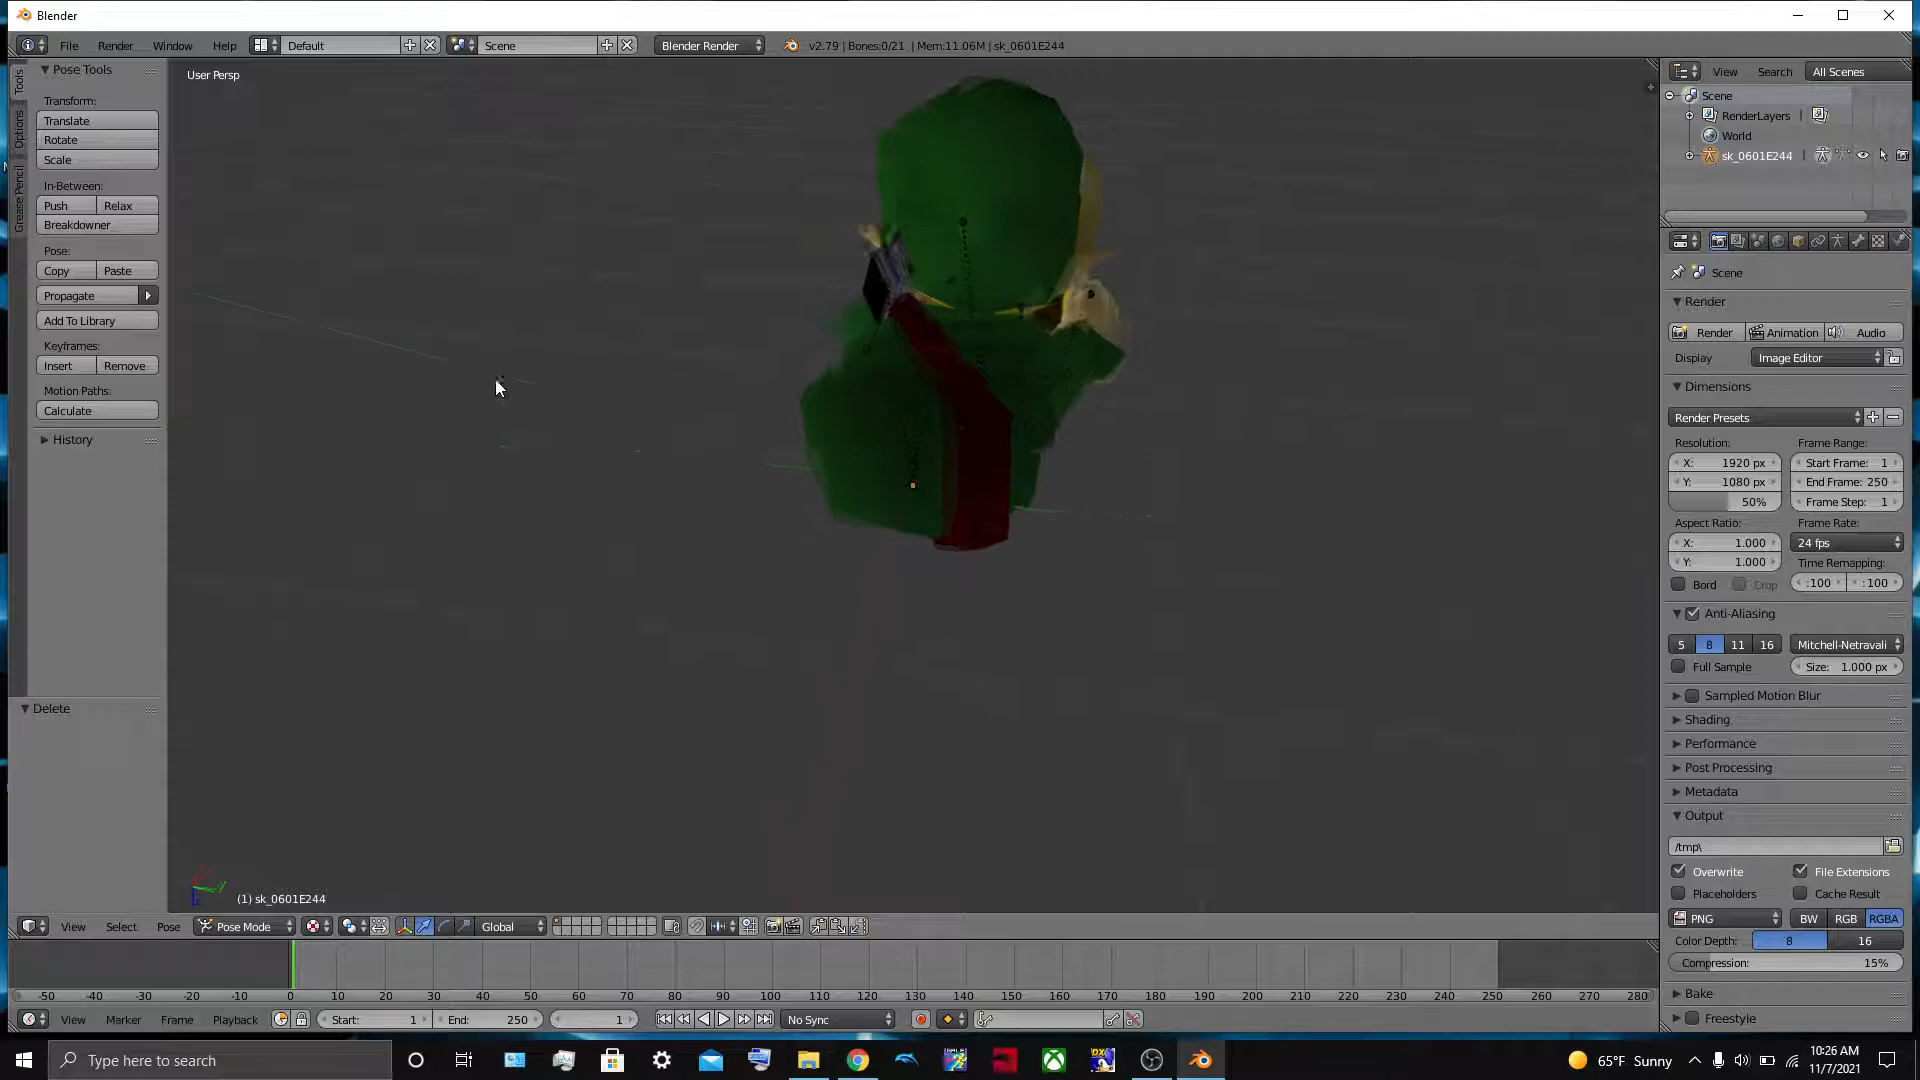 Blender
File Render Window Help Default Scene Blender Render v2.79 | Bones:0/21 | Mem:11.06M | sk_0601E244
Tools
Options
Grease Pencil
Pose Tools
Transform:
Translate
Rotate
Scale
In-Between:
Push Relax
Breakdowner
Pose:
Copy Paste
Propagate
Add To Library
Keyframes:
Insert Remove
Motion Paths:
Calculate
History
Delete
User Persp
(1) sk_0601E244
View Select Pose Pose Mode Global
-50 -40 -30 -20 -10 0 10 20 30 40 50 60 70 80 90 100 110 120 130 140 150 160 170 180 190 200 210 220 230 240 250 260 270 280
View Marker Frame Playback Start: 1 End: 250 1 No Sync
View Search All Scenes
Scene
RenderLayers
World
sk_0601E244
Scene
Render
Render Animation Audio
Display Image Editor
Dimensions
Render Presets
Resolution: Frame Range:
X: 1920 px Start Frame: 1
Y: 1080 px End Frame: 250
50% Frame Step: 1
Aspect Ratio: Frame Rate:
X: 1.000 24 fps
Y: 1.000 Time Remapping:
Bord Crop :100 :100
Anti-Aliasing
5 8 11 16 Mitchell-Netravali
Full Sample Size: 1.000 px
Sampled Motion Blur
Shading
Performance
Post Processing
Metadata
Output
/tmp\
Overwrite File Extensions
Placeholders Cache Result
PNG BW RGB RGBA
Color Depth: 8 16
Compression: 15%
Bake
Freestyle
Type here to search
65°F Sunny
10:26 AM
11/7/2021